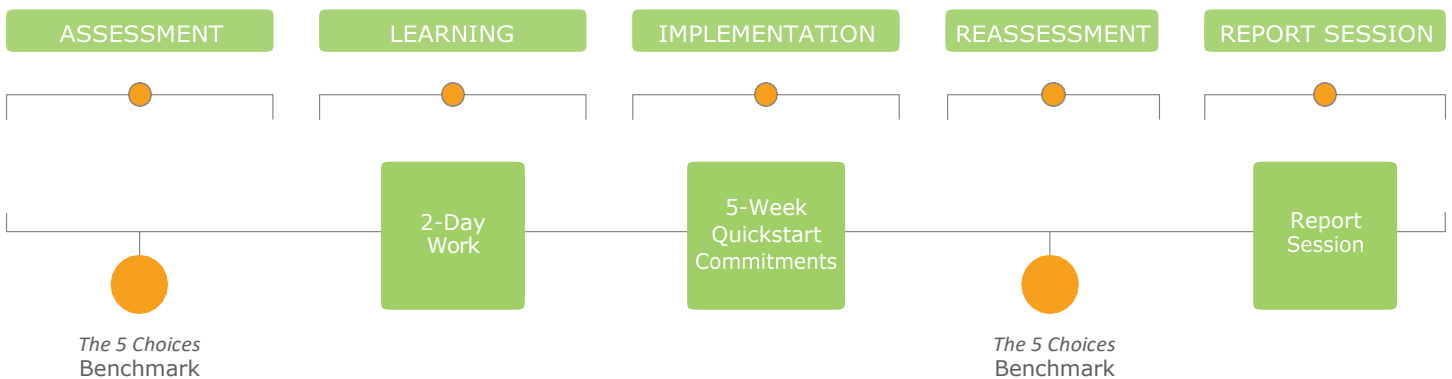 ASSESSMENT
LEARNING
IMPLEMENTATION
REASSESSMENT
REPORT SESSION
2-Day
Work
5-Week
Quickstart
Commitments
Report
Session
The 5 Choices
Benchmark
The 5 Choices
Benchmark